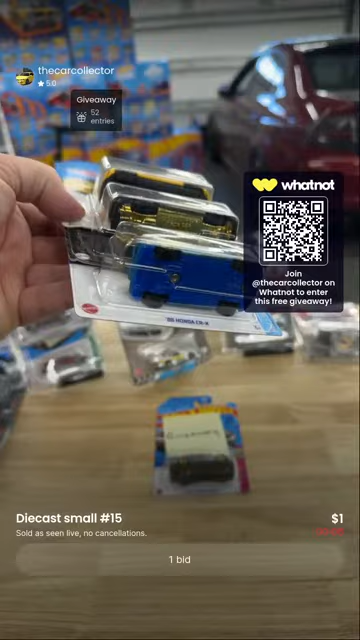 thecarcollector
★ 5.0
Giveaway
52
entries
whatnot
Join
@thecarcollector on
Whatnot to enter
this free giveaway!
HONDA CR-X
Giveaway
Diecast small #15
$1
Sold as seen live, no cancellations.
1 bid